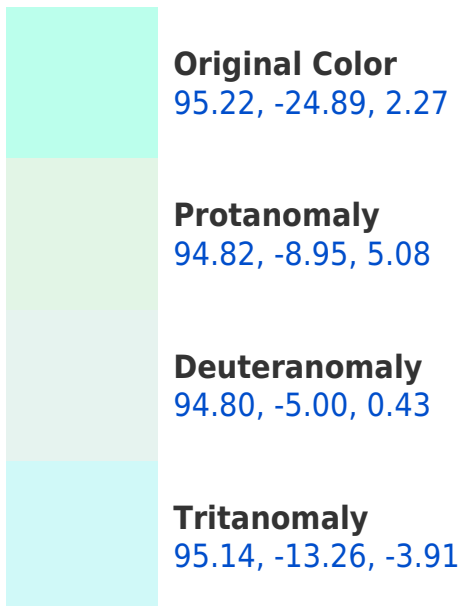 Original Color
95.22, -24.89, 2.27
Protanomaly
94.82, -8.95, 5.08
Deuteranomaly
94.80, -5.00, 0.43
Tritanomaly
95.14, -13.26, -3.91